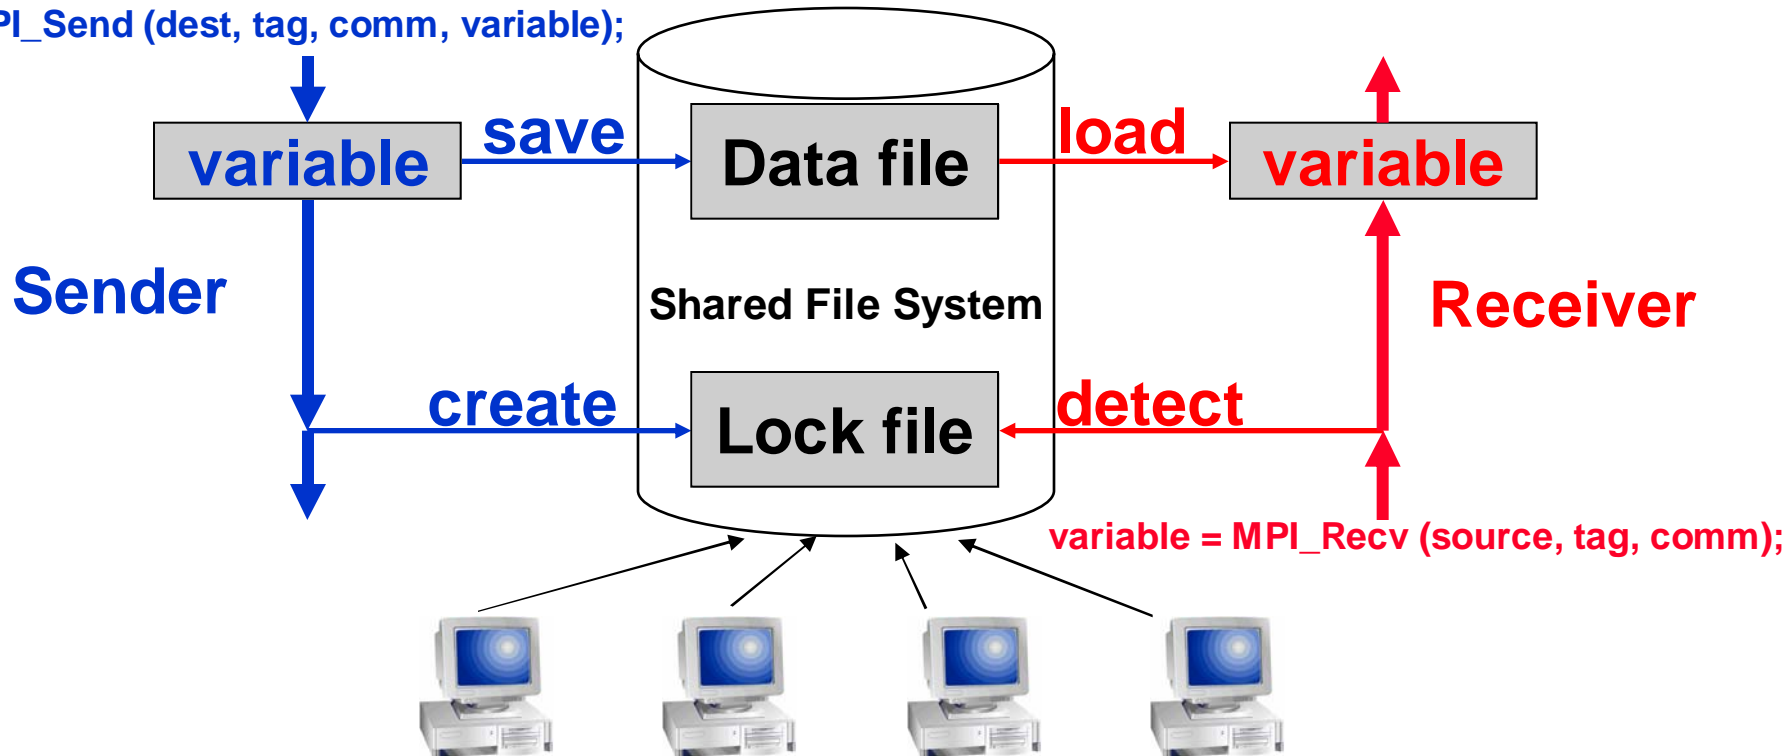 PI_Send (dest, tag, comm, variable);
save
load
variable
Data file
variable
Sender
Shared File System
Receiver
create
detect
Lock file
variable = MPI_Recv (source, tag, comm);